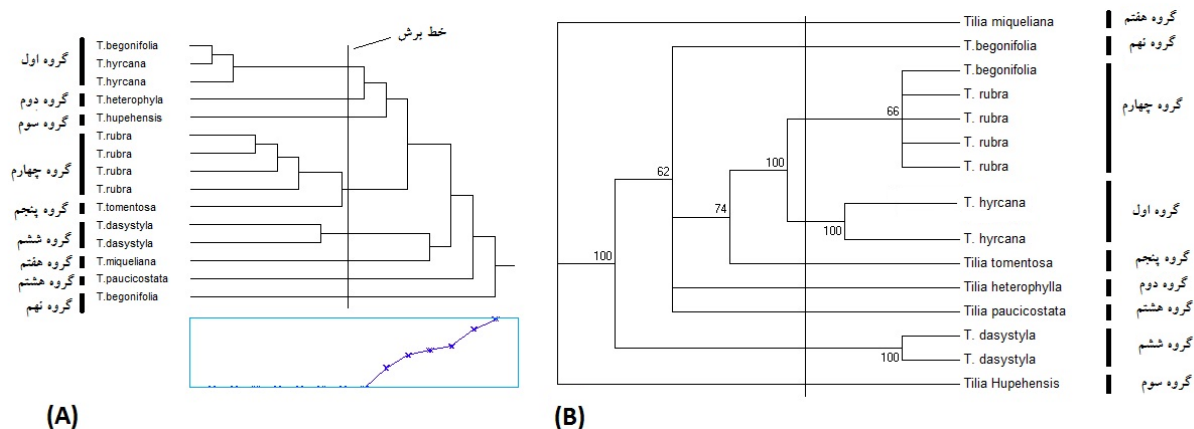 خط برش
گروه اول
T.begonifolia
T.hyrcana
T.hyrcana
گروه دوم
T.heterophyla
گروه سوم
T.hupehensis
گروه چهارم
T.rubra
T.rubra
T.rubra
T.rubra
گروه پنجم
T.tomentosa
گروه ششم
T.dasystyla
T.dasystyla
گروه هفتم
T.miqueliana
گروه هشتم
T.paucicostata
گروه نهم
T.begonifolia
(A)
Tilia miqueliana
گروه هفتم
T.begonifolia
گروه نهم
T.begonifolia
T. rubra
گروه چهارم
66
T. rubra
T. rubra
T. rubra
100
62
T. hyrcana
74
گروه اول
100
T. hyrcana
100
Tilia tomentosa
گروه پنجم
Tilia heterophylla
گروه دوم
Tilia paucicostata
گروه هشتم
T. dasystyla
گروه ششم
100
T. dasystyla
Tilia Hupehensis
گروه سوم
(B)